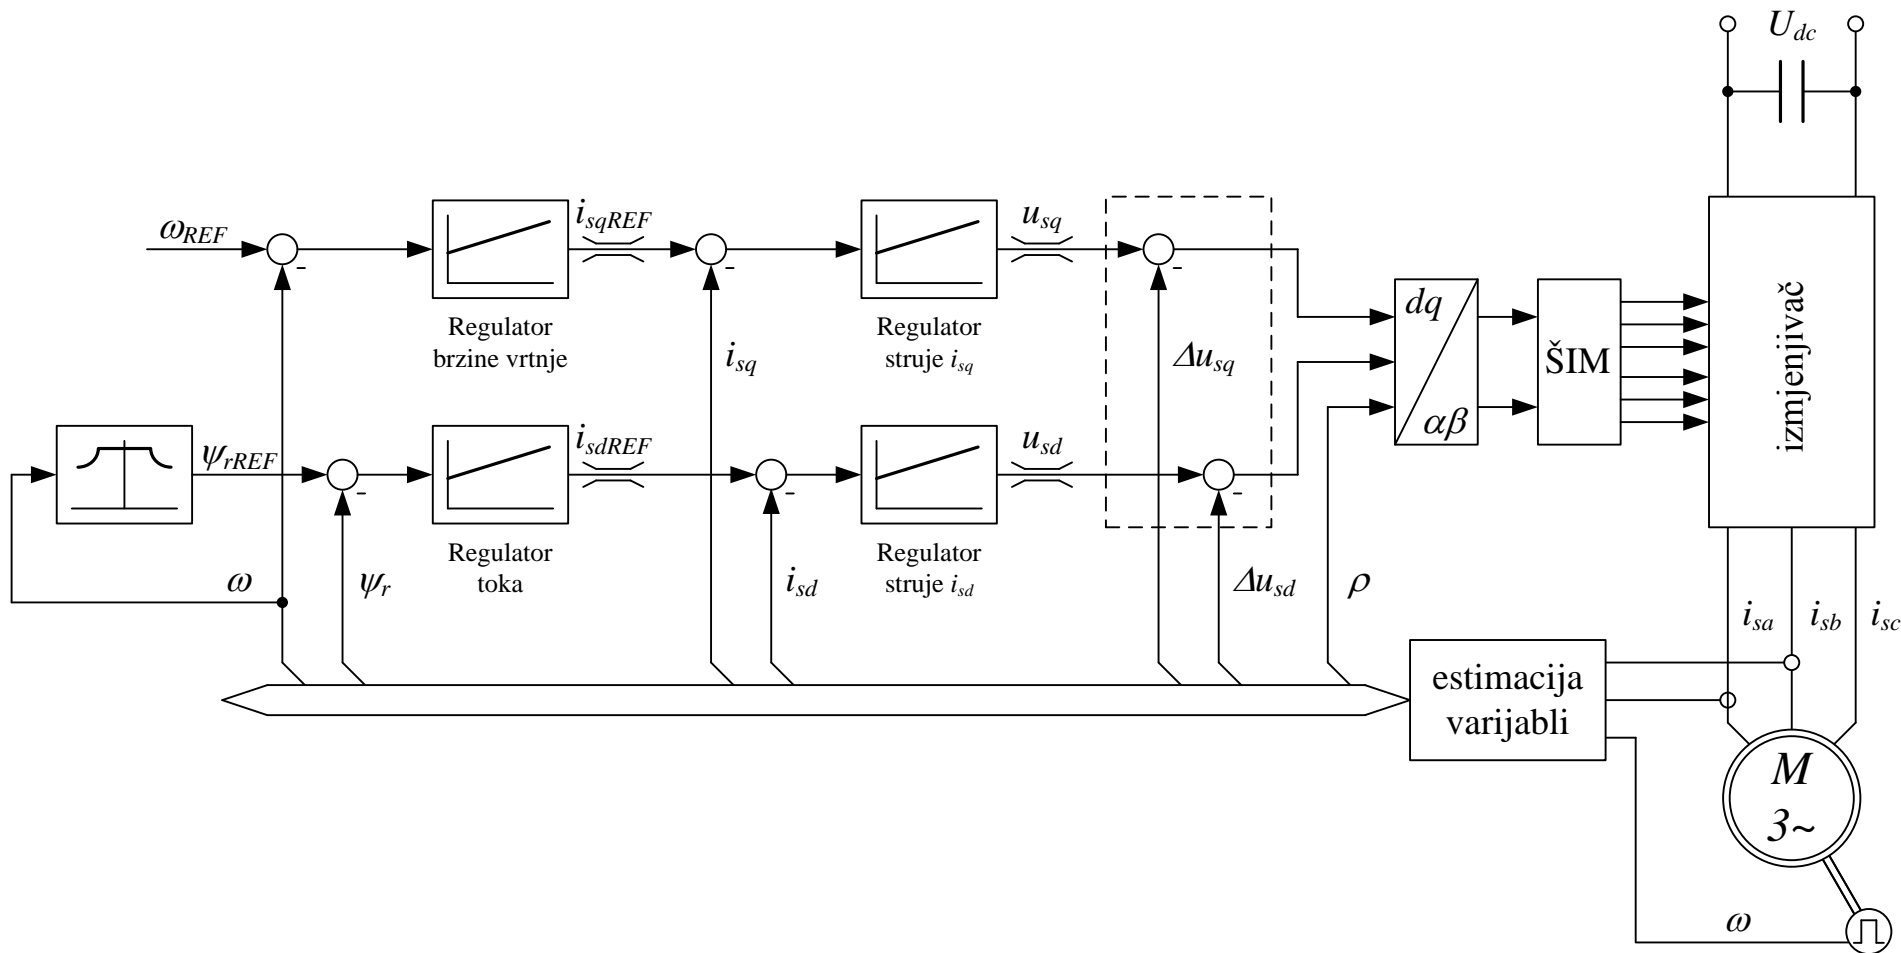 U_dc
ω_REF
-
i_sqREF
-
u_sq
-
Regulator
brzine vrtnje
i_sq
Regulator
struje i_sq
Δu_sq
dq
αβ
ŠIM
izmjenjivač
ψ_rREF
-
i_sdREF
-
u_sd
-
Regulator
toka
Regulator
struje i_sd
ω
ψ_r
i_sd
Δu_sd
ρ
i_sa
i_sb
i_sc
estimacija
varijabli
M
3~
ω